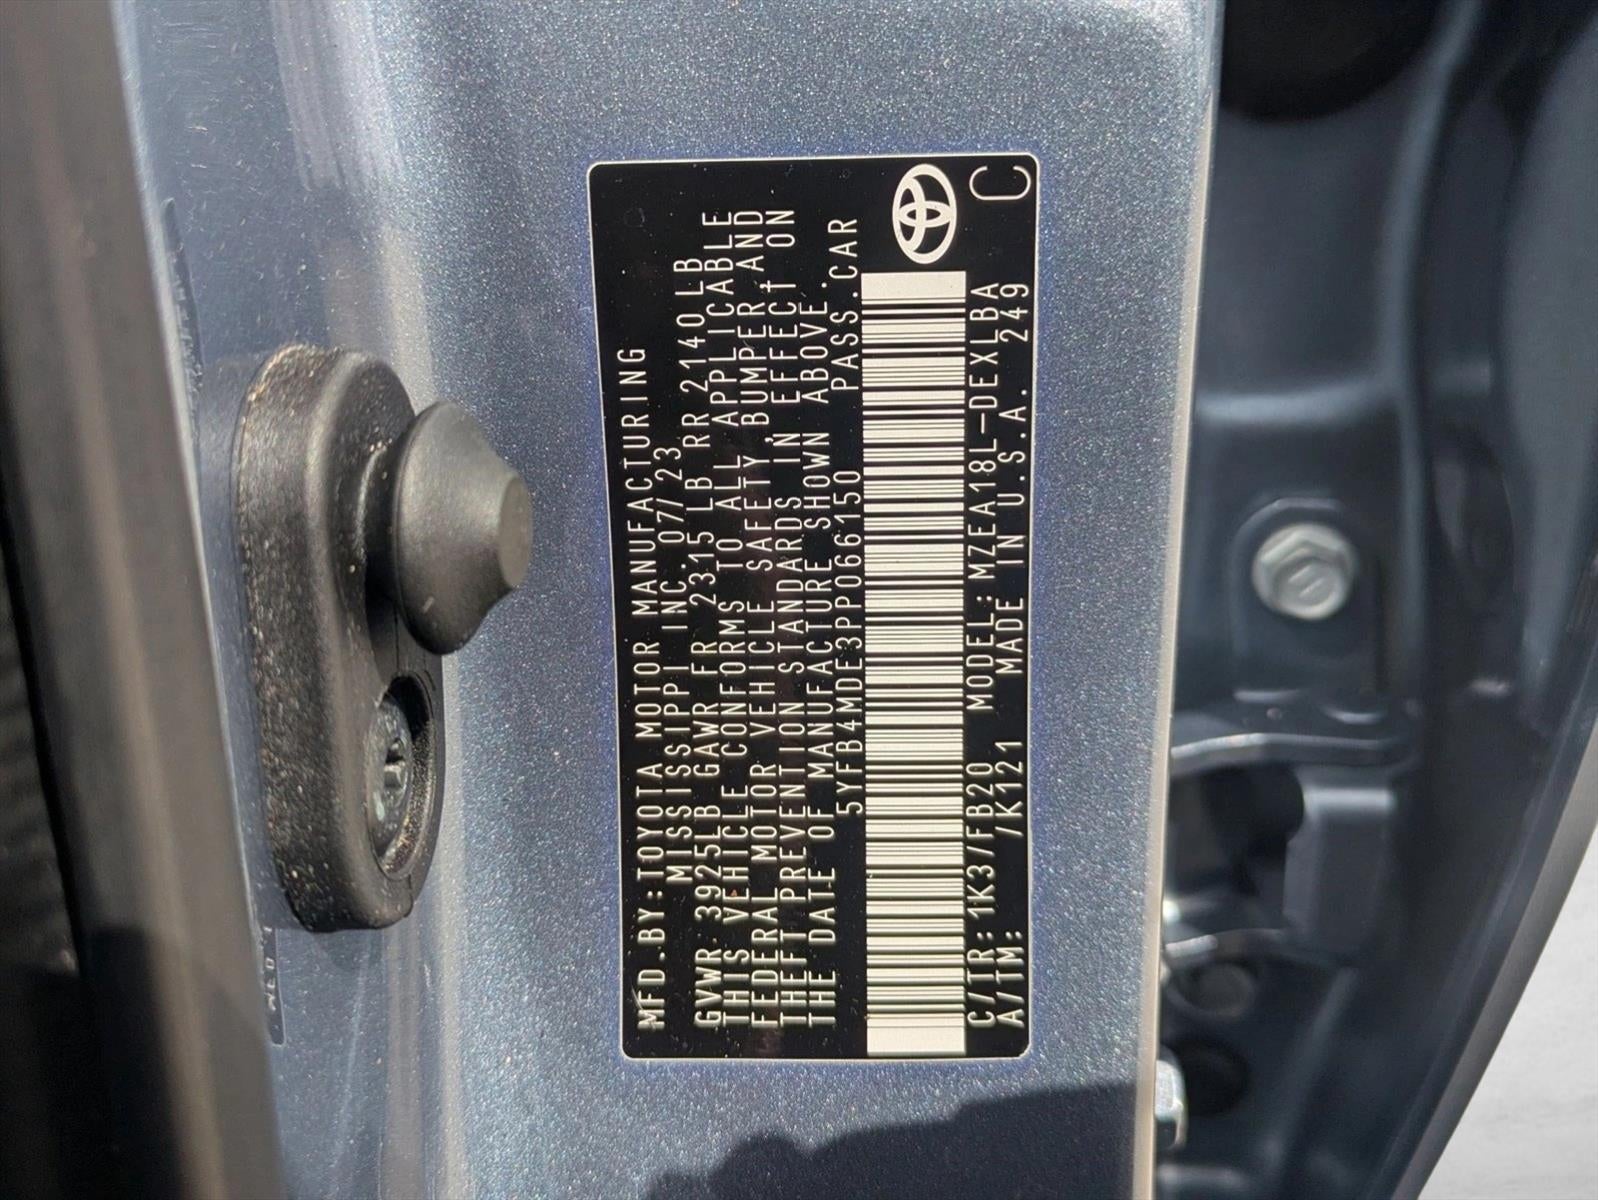 MFD.BY:TOYOTA MOTOR MANUFACTURING
MISSISSIPPI INC. 07/23
GVWR 3925LB GAWR FR 2315 LB RR 2140LB
THIS VEHICLE CONFORMS TO ALL APPLICABLE
FEDERAL MOTOR VEHICLE SAFETY,BUMPER,AND
THEFT PREVENTION STANDARDS IN EFFECT ON
THE DATE OF MANUFACTURE SHOWN ABOVE.
5YFB4MDE3PP066150 PASS.CAR
C/TR: 1K3/FB20 MODEL: MZEA18L-DEXLBA
A/TM: /K121 MADE IN U.S.A. 249
C